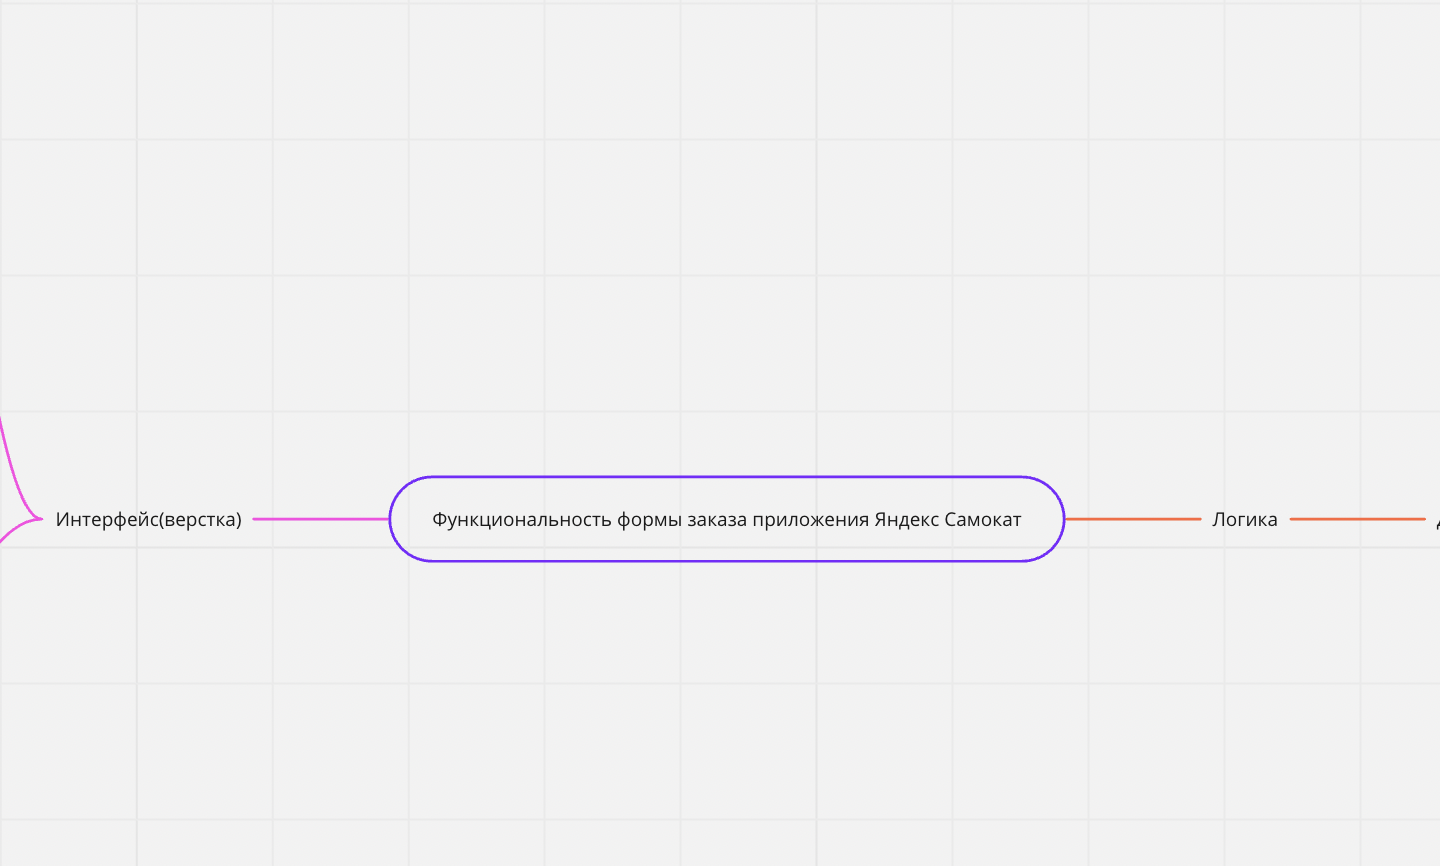 Интерфейс(верстка)
Функциональность формы заказа приложения Яндекс Самокат
Логика